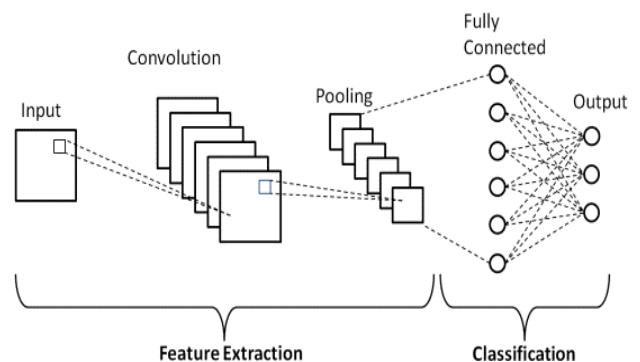 Fully
Connected
Convolution
Pooling
Input
Output
Feature Extraction
Classification